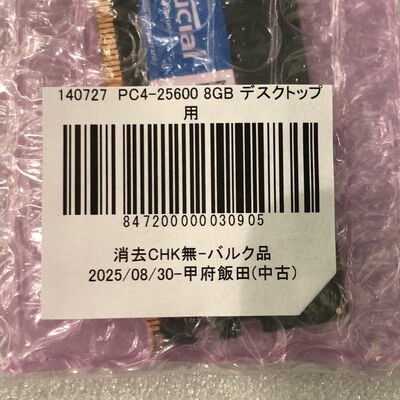 crucial
140727 PC4-25600 8GB デスクトップ
用
847200000030905
消去CHK無-バルク品
2025/08/30-甲府飯田(中古)